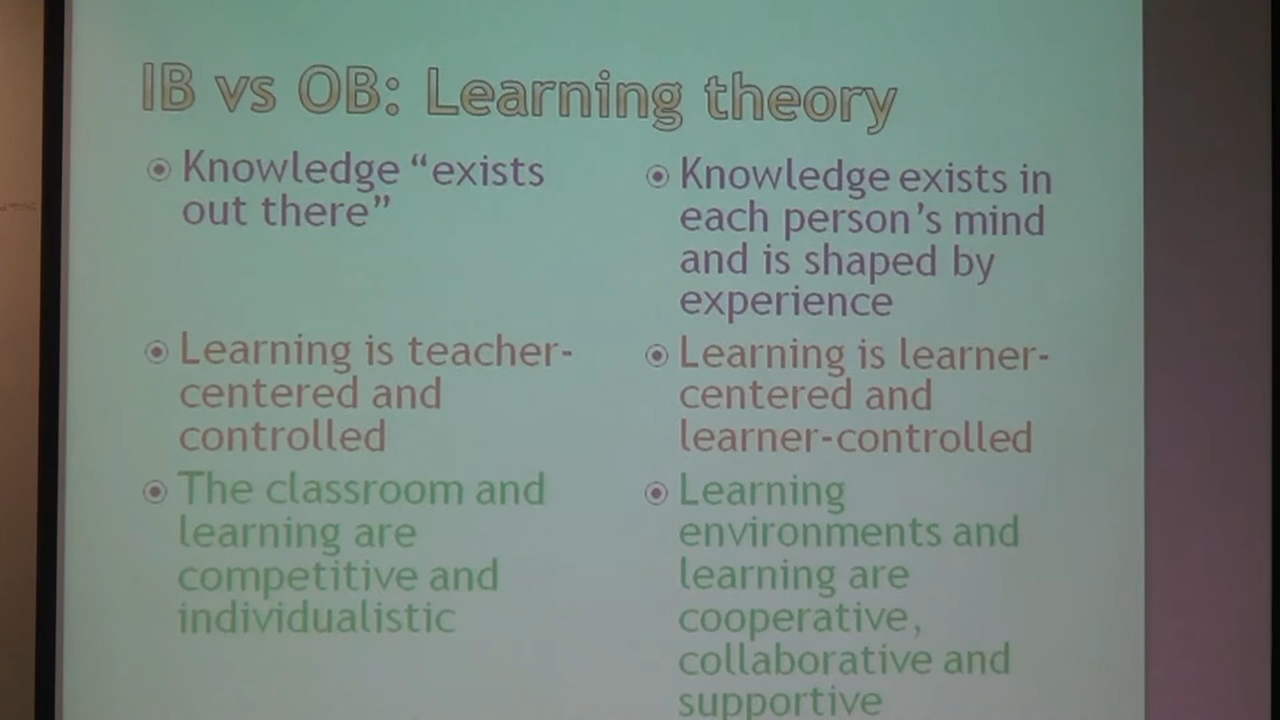 IB vs OB: Learning theory
Knowledge “exists
out there”
Learning is teacher-
centered and
controlled
The classroom and
learning are
competitive and
individualistic
Knowledge exists in
each person’s mind
and is shaped by
experience
Learning is learner-
centered and
learner-controlled
Learning
environments and
learning are
cooperative,
collaborative and
supportive